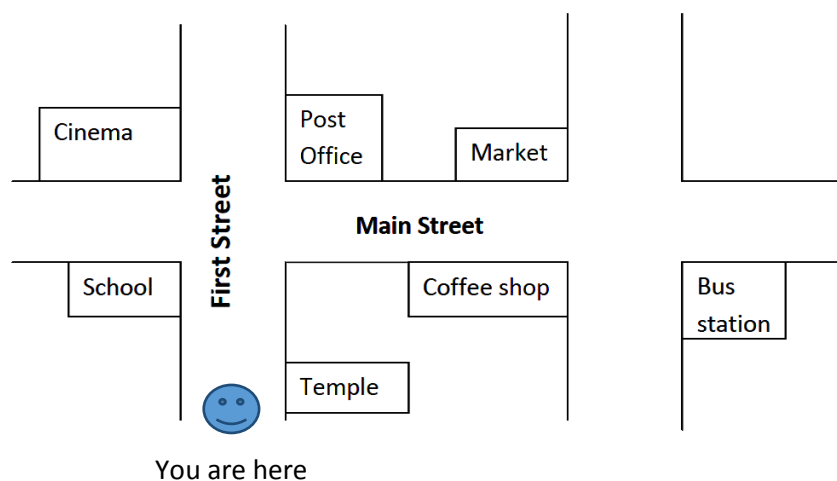 Cinema
Post
Office
Market
First Street
Main Street
School
Coffee shop
Bus
station
Temple
You are here